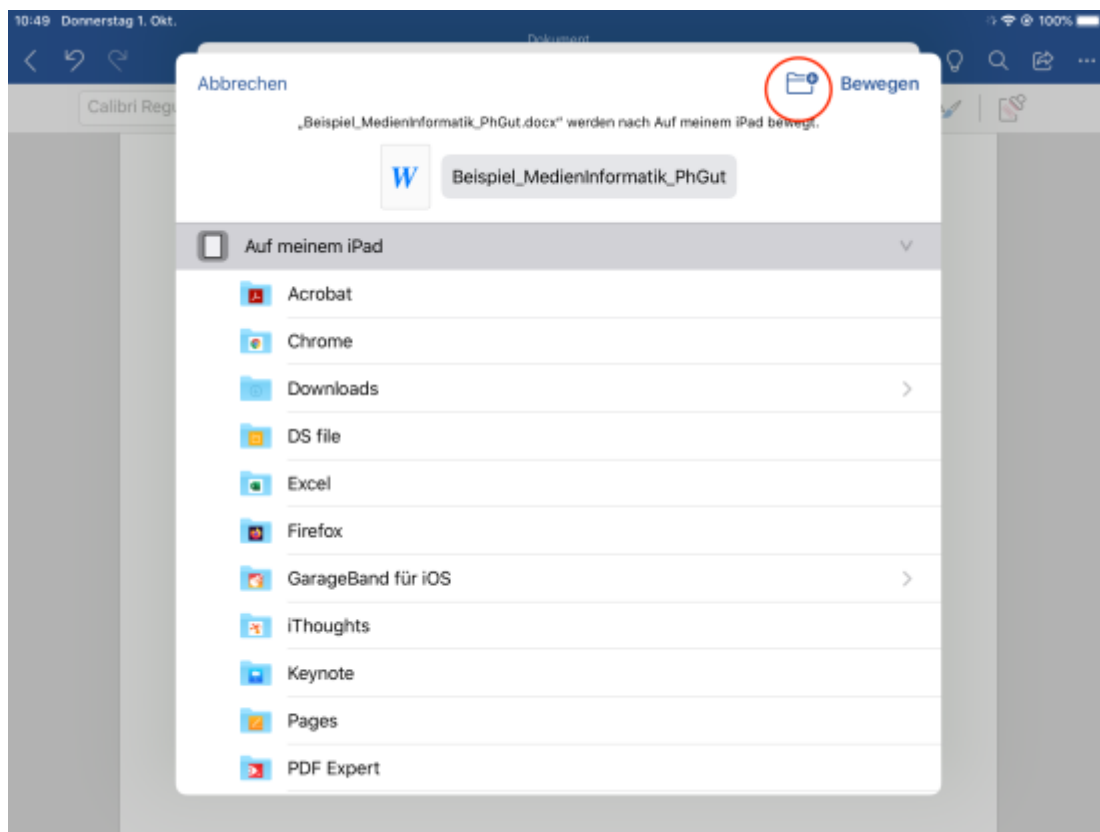 10:49 Donnerstag 1. Okt.
100%
Dokument
Calibri Regu
Abbrechen
Bewegen
„Beispiel_MedienInformatik_PhGut.docx“ werden nach Auf meinem iPad bewegt.
W
Beispiel_MedienInformatik_PhGut
Auf meinem iPad
Acrobat
Chrome
Downloads
DS file
Excel
Firefox
GarageBand für iOS
iThoughts
Keynote
Pages
PDF Expert